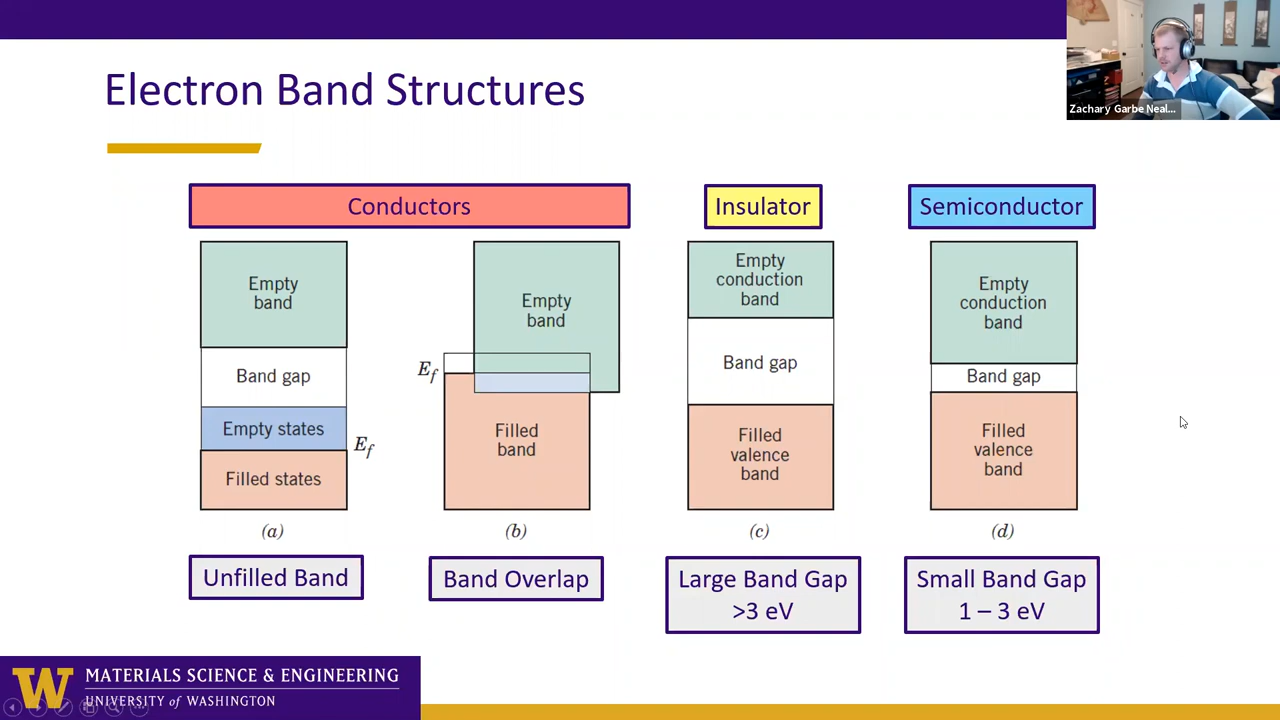 Zachary Garbe Neal...
Electron Band Structures
Conductors
Insulator
Semiconductor
Empty
band
Band gap
Empty states
Filled states
Ef
(a)
Empty
band
Ef
Filled
band
(b)
Empty
conduction
band
Band gap
Filled
valence
band
(c)
Empty
conduction
band
Band gap
Filled
valence
band
(d)
Unfilled Band
Band Overlap
Large Band Gap
>3 eV
Small Band Gap
1 – 3 eV
W
MATERIALS SCIENCE & ENGINEERING
UNIVERSITY of WASHINGTON